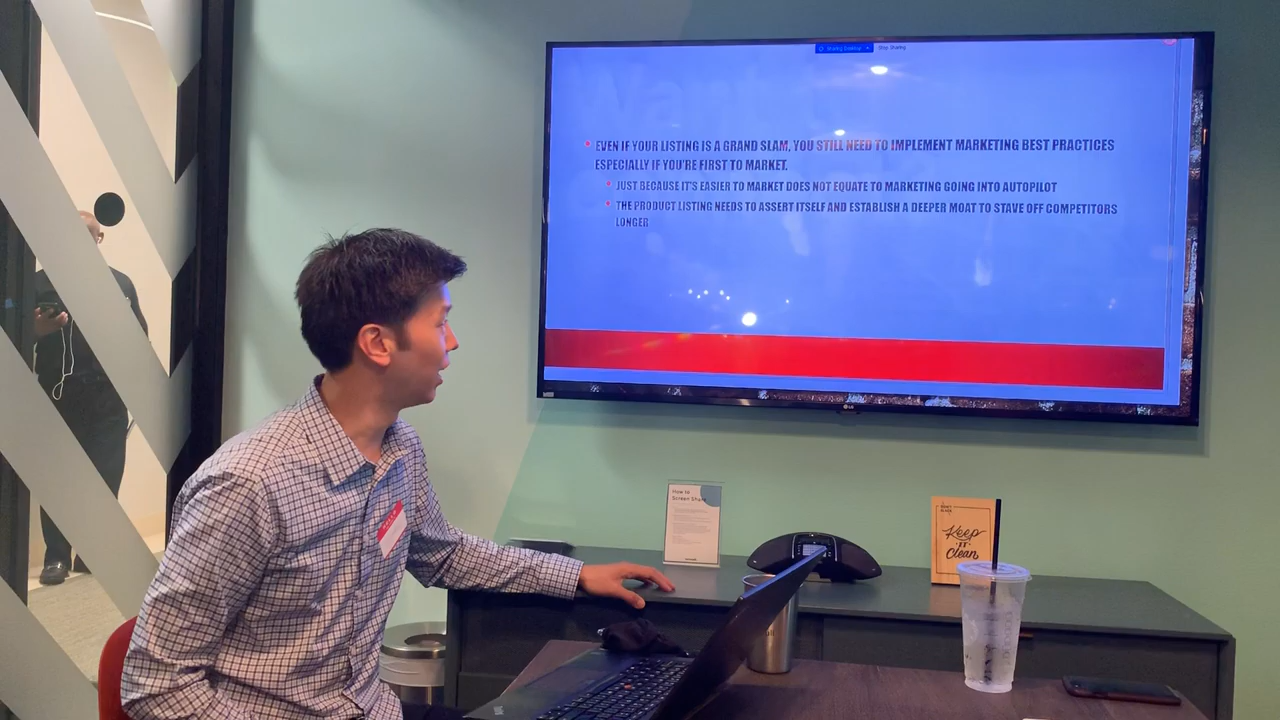 Stop Sharing
EVEN IF YOUR LISTING IS A GRAND SLAM, YOU STILL NEED TO IMPLEMENT MARKETING BEST PRACTICES
ESPECIALLY IF YOU'RE FIRST TO MARKET.
JUST BECAUSE IT'S EASIER TO MARKET DOES NOT EQUATE TO MARKETING GOING INTO AUTOPILOT
THE PRODUCT LISTING NEEDS TO ASSERT ITSELF AND ESTABLISH A DEEPER MOAT TO STAVE OFF COMPETITORS
LONGER
LG
How to
Screen Share
Keep
IT
Clean